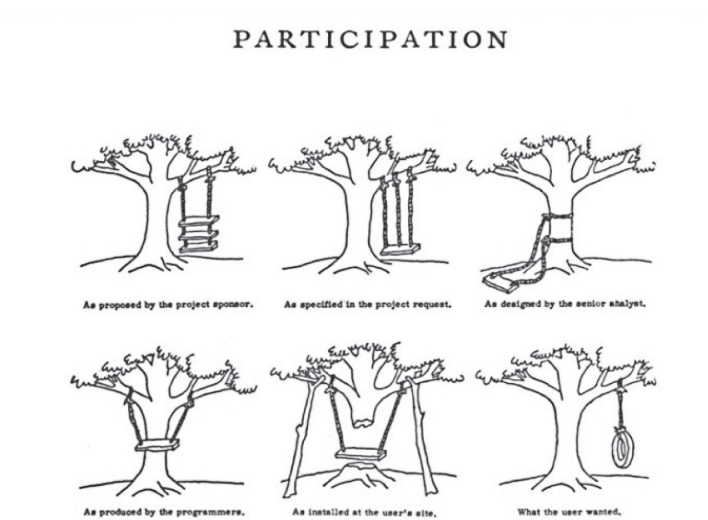 PARTICIPATION
As proposed by the project sponsor.
As specified in the project request.
As designed by the senior analyst.
As produced by the programmers.
As installed at the user's site.
What the user wanted.